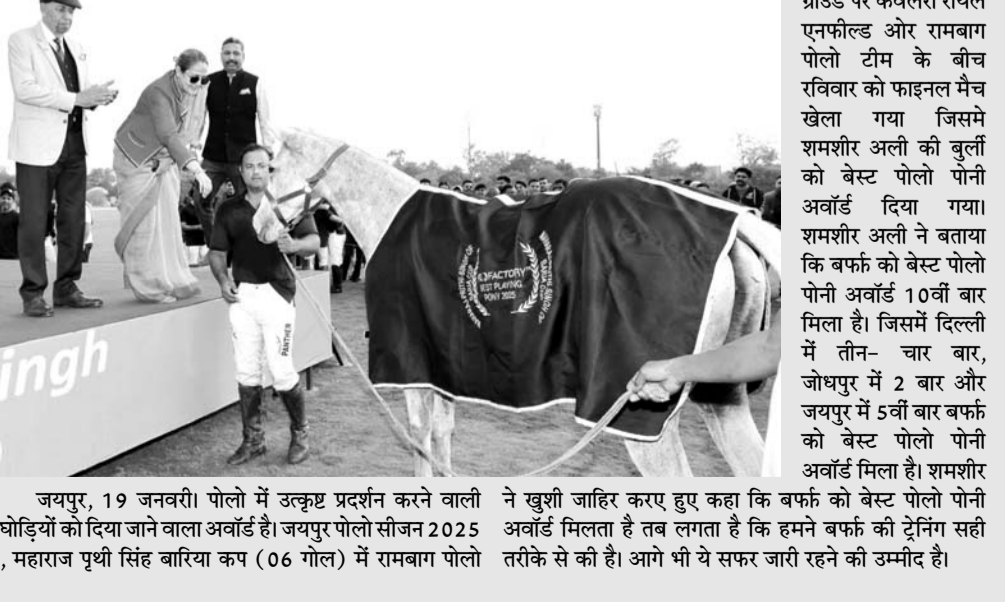 ingh
PANTHER
FACTORY
BEST PLAYING
PONY 2025
जयपुर, 19 जनवरी। पोलो में उत्कृष्ट प्रदर्शन करने वाली
घोड़ियों को दिया जाने वाला अवॉर्ड है। जयपुर पोलो सीजन 2025
, महाराज पृथी सिंह बारिया कप (06 गोल) में रामबाग पोलो
ग्राउंड पर कैवलरी रॉयल
एनफील्ड ओर रामबाग
पोलो टीम के बीच
रविवार को फाइनल मैच
खेला गया जिसमे
शमशीर अली की बुर्ली
को बेस्ट पोलो पोनी
अवॉर्ड दिया गया।
शमशीर अली ने बताया
कि बर्फ्फ को बेस्ट पोलो
पोनी अवॉर्ड 10वीं बार
मिला है। जिसमें दिल्ली
में तीन- चार बार,
जोधपुर में 2 बार और
जयपुर में 5वीं बार बर्फ्फ
को बेस्ट पोलो पोनी
अवॉर्ड मिला है। शमशीर
ने खुशी जाहिर करए हुए कहा कि बर्फ्फ को बेस्ट पोलो पोनी
अवॉर्ड मिलता है तब लगता है कि हमने बर्फ्फ की ट्रेनिंग सही
तरीके से की है। आगे भी ये सफर जारी रहने की उम्मीद है।